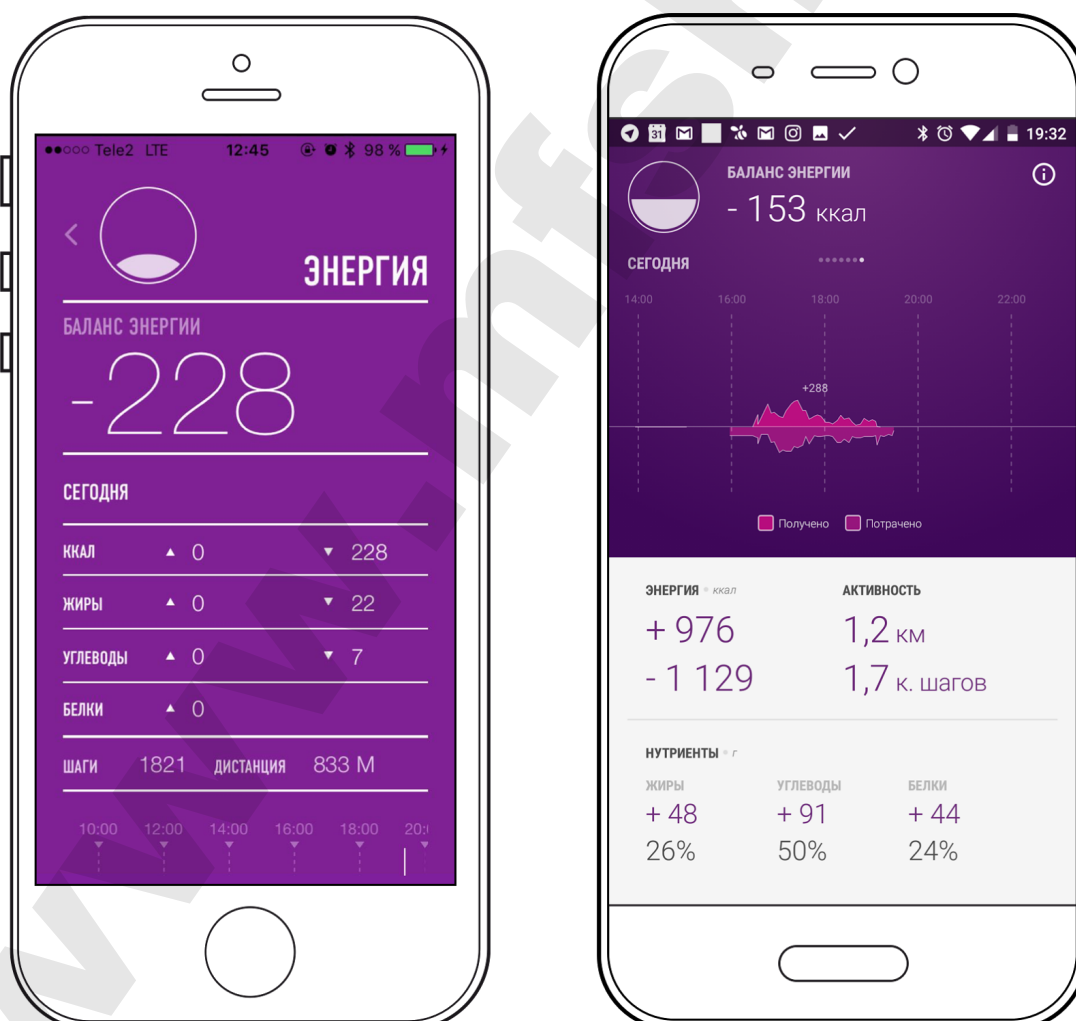 ●●○○○ Tele2 LTE 12:45 98 %
ЭНЕРГИЯ
БАЛАНС ЭНЕРГИИ
-228
СЕГОДНЯ
ККАЛ ▲ 0 ▼ 228
ЖИРЫ ▲ 0 ▼ 22
УГЛЕВОДЫ ▲ 0 ▼ 7
БЕЛКИ ▲ 0
ШАГИ 1821 ДИСТАНЦИЯ 833 М
10:00 12:00 14:00 16:00 18:00
31 19:32
БАЛАНС ЭНЕРГИИ
- 153 ккал
СЕГОДНЯ
14:00 16:00 18:00 20:00 22:00
+288
Получено Потрачено
ЭНЕРГИЯ ккал АКТИВНОСТЬ
+ 976 1,2 км
- 1 129 1,7 к. шагов
НУТРИЕНТЫ г
ЖИРЫ УГЛЕВОДЫ БЕЛКИ
+ 48 + 91 + 44
26% 50% 24%